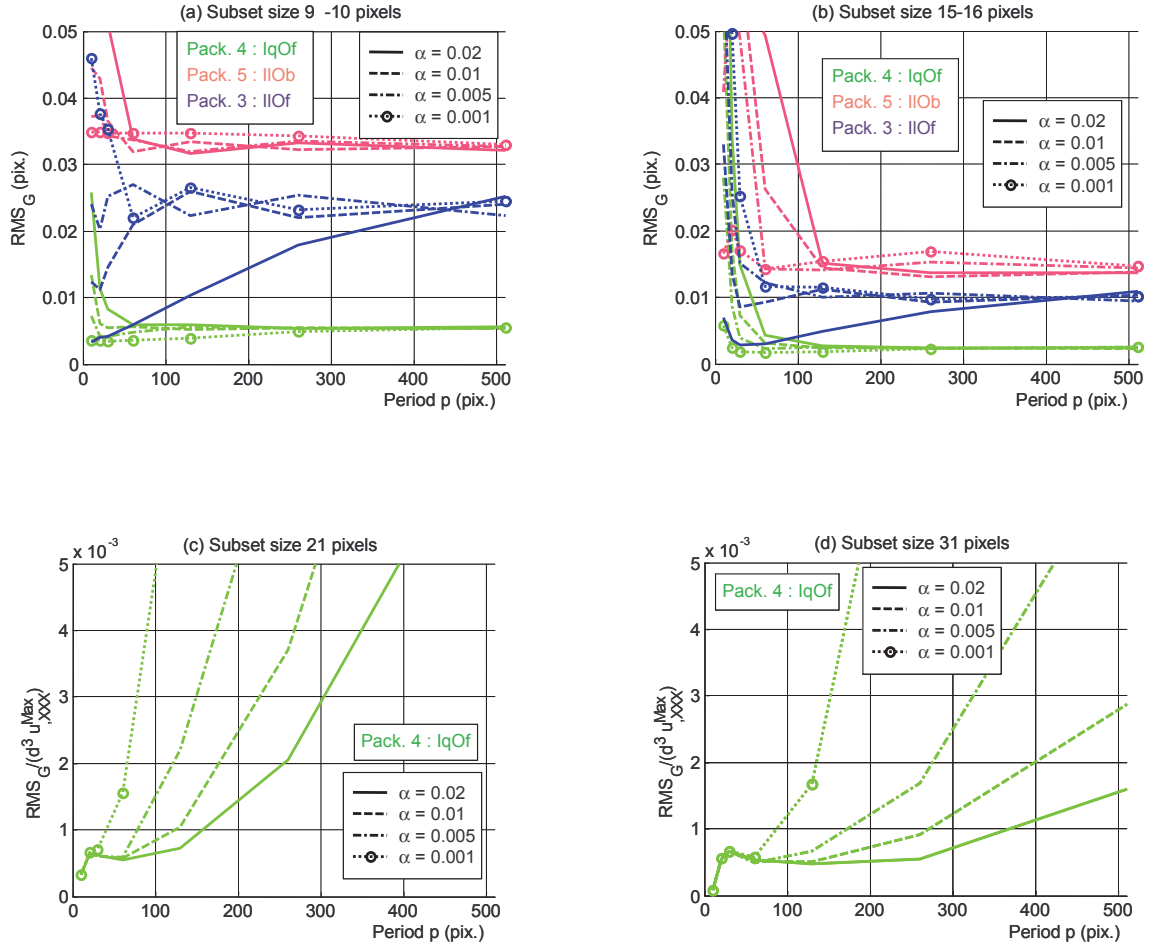 (a) Subset size 9 -10 pixels
0.05
0.04
0.03
0.02
0.01
0
RMS_G (pix.)
Pack. 4 : IqOf
Pack. 5 : IlOb
Pack. 3 : IlOf
α = 0.02
α = 0.01
α = 0.005
α = 0.001
0 100 200 300 400 500
Period p (pix.)
(b) Subset size 15-16 pixels
0.05
0.04
0.03
0.02
0.01
0
RMS_G (pix.)
Pack. 4 : IqOf
Pack. 5 : IlOb
Pack. 3 : IlOf
α = 0.02
α = 0.01
α = 0.005
α = 0.001
0 100 200 300 400 500
Period p (pix.)
(c) Subset size 21 pixels
x 10^-3
5
4
3
2
1
0
RMS_G/(d^3 u^Max_,xxx)
Pack. 4 : IqOf
α = 0.02
α = 0.01
α = 0.005
α = 0.001
0 100 200 300 400 500
Period p (pix.)
(d) Subset size 31 pixels
x 10^-3
5
4
3
2
1
0
RMS_G/(d^3 u^Max_,xxx)
Pack. 4 : IqOf
α = 0.02
α = 0.01
α = 0.005
α = 0.001
0 100 200 300 400 500
Period p (pix.)